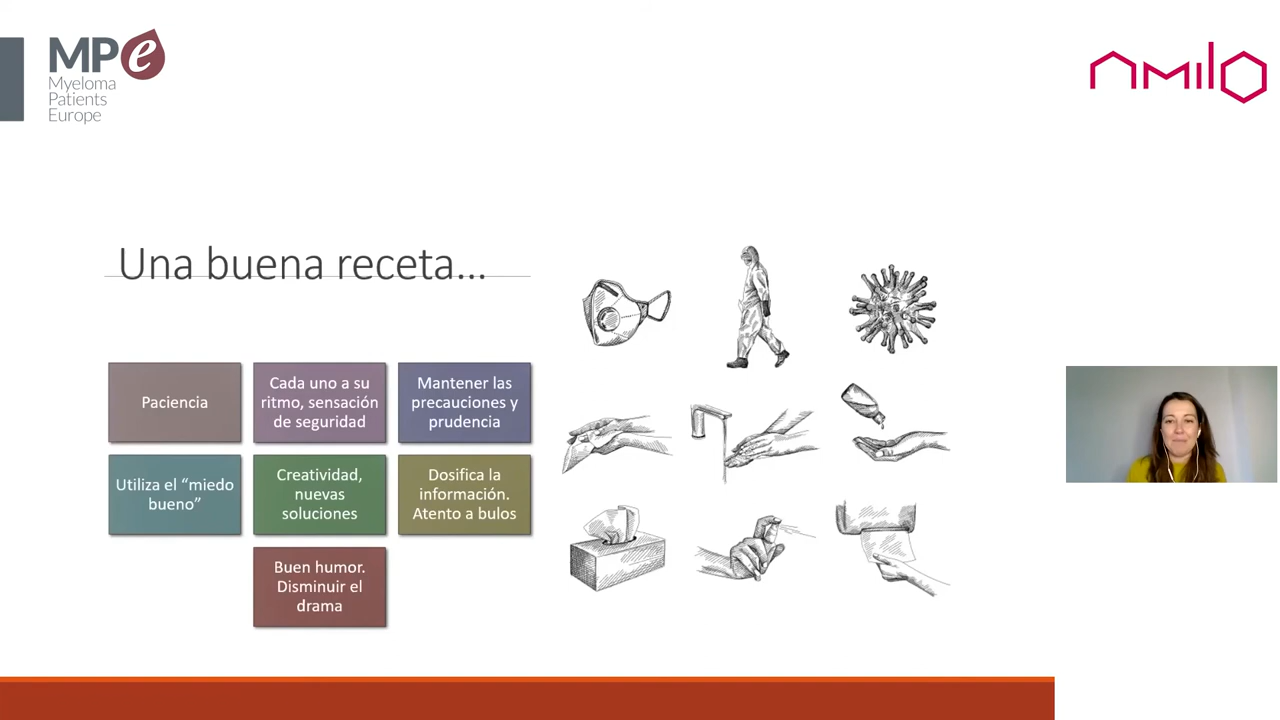 MPe
Myeloma
Patients
Europe
amilo
Una buena receta...
Paciencia
Cada uno a su
ritmo, sensación
de seguridad
Mantener las
precauciones y
prudencia
Utiliza el “miedo
bueno”
Creatividad,
nuevas
soluciones
Dosifica la
información.
Atento a bulos
Buen humor.
Disminuir el
drama